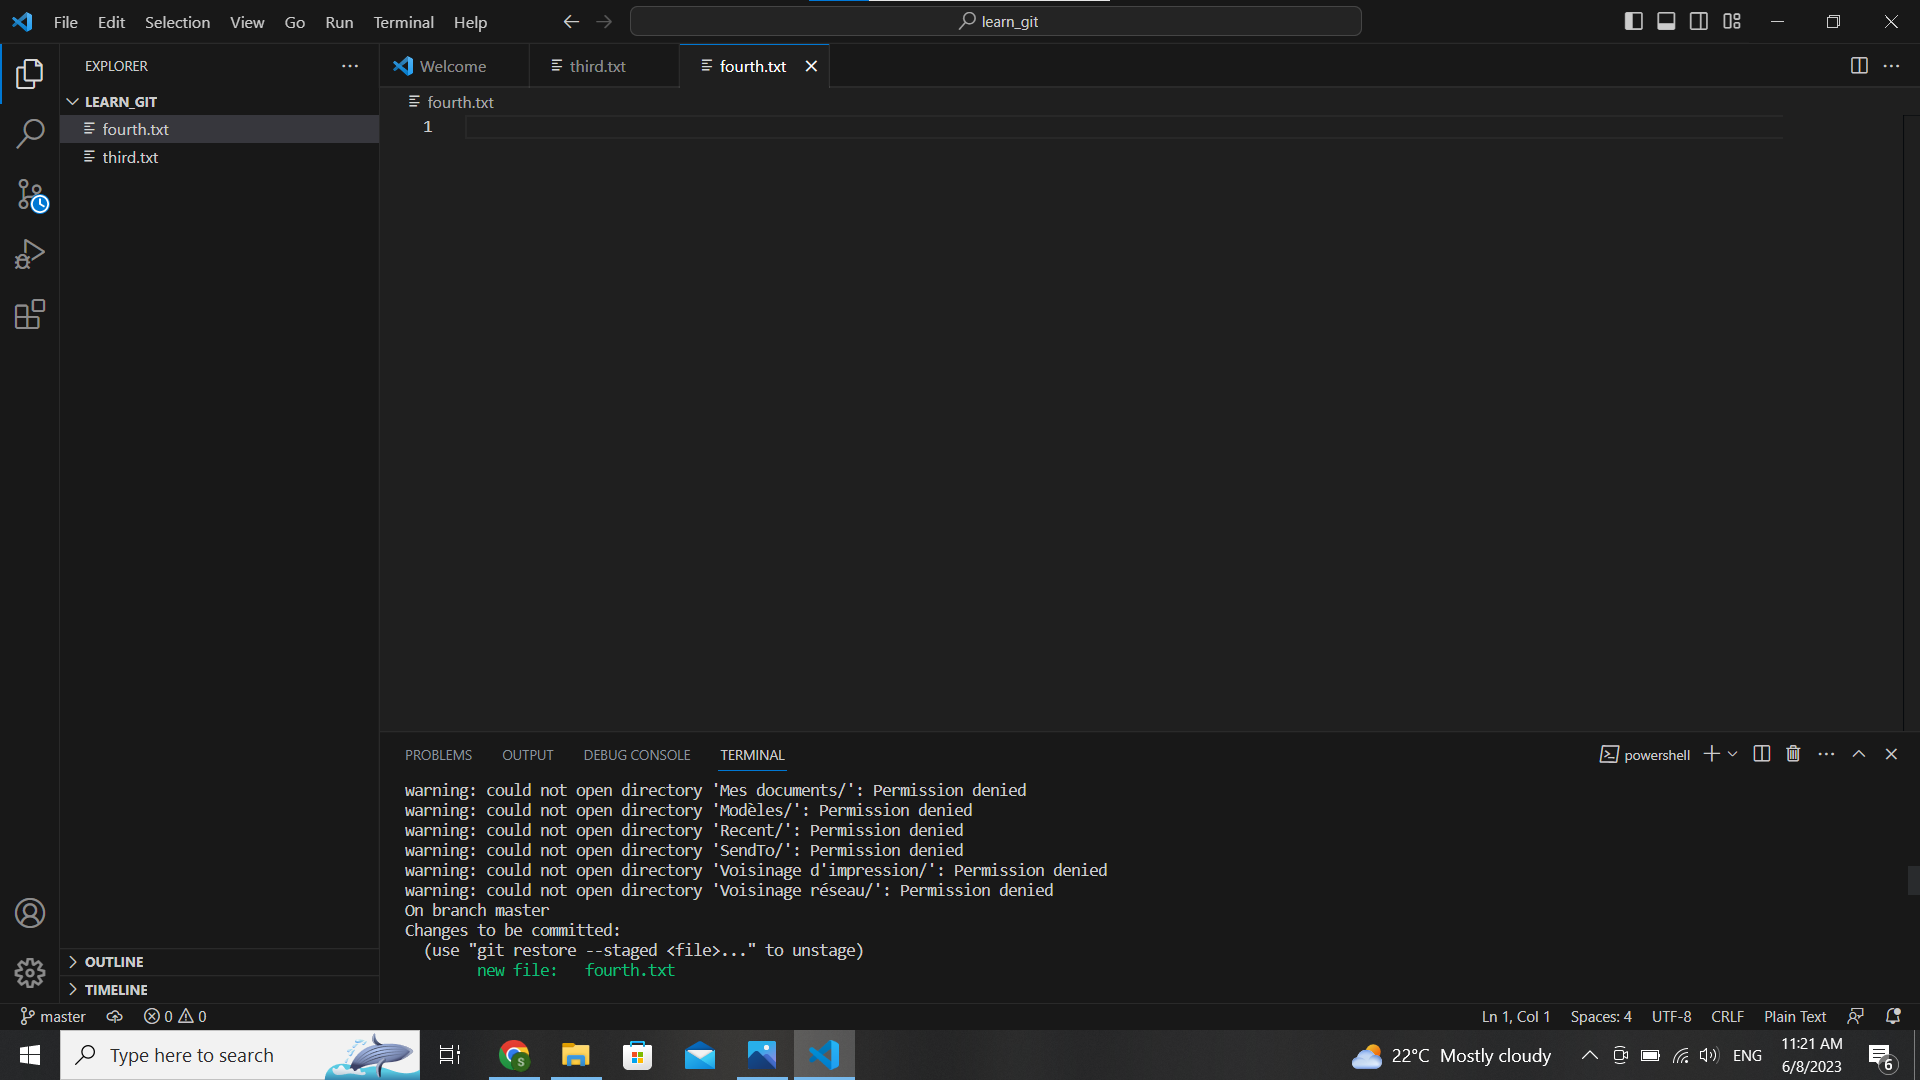 File Edit Selection View Go Run Terminal Help
learn_git
EXPLORER
Welcome
third.txt
fourth.txt
LEARN_GIT
fourth.txt
third.txt
fourth.txt
1
PROBLEMS OUTPUT DEBUG CONSOLE TERMINAL
powershell
warning: could not open directory 'Mes documents/': Permission denied
warning: could not open directory 'Modèles/': Permission denied
warning: could not open directory 'Recent/': Permission denied
warning: could not open directory 'SendTo/': Permission denied
warning: could not open directory 'Voisinage d'impression/': Permission denied
warning: could not open directory 'Voisinage réseau/': Permission denied
On branch master
Changes to be committed:
(use "git restore --staged <file>..." to unstage)
new file: fourth.txt
OUTLINE
TIMELINE
master
0 0
Ln 1, Col 1 Spaces: 4 UTF-8 CRLF Plain Text
Type here to search
S
22°C Mostly cloudy
ENG
11:21 AM
6/8/2023
6